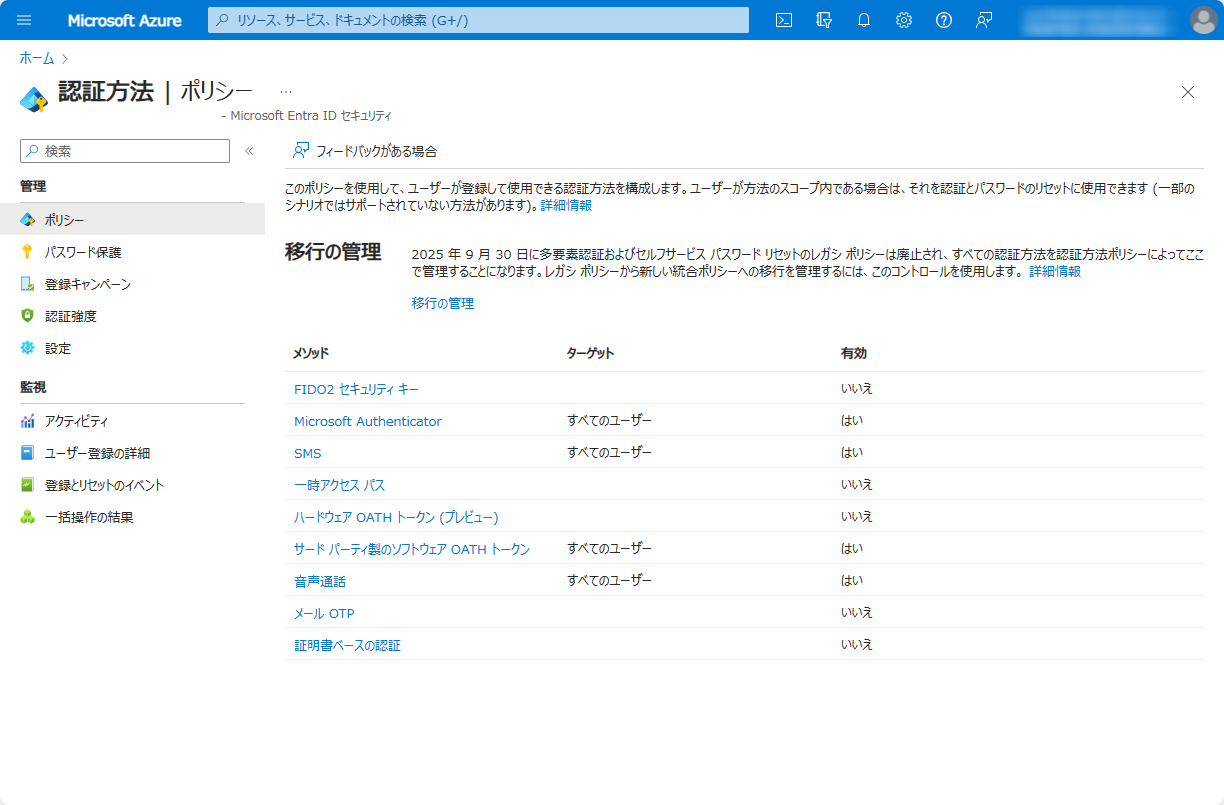 Microsoft Azure
リソース、サービス、ドキュメントの検索 (G+/)
ホーム
認証方法 | ポリシー ...
- Microsoft Entra ID セキュリティ
検索
管理
ポリシー
パスワード保護
登録キャンペーン
認証強度
設定
監視
アクティビティ
ユーザー登録の詳細
登録とリセットのイベント
一括操作の結果
フィードバックがある場合
このポリシーを使用して、ユーザーが登録して使用できる認証方法を構成します。ユーザーが方法のスコープ内である場合は、それを認証とパスワードのリセットに使用できます (一部の
シナリオではサポートされていない方法があります)。詳細情報
移行の管理
2025 年 9 月 30 日に多要素認証およびセルフサービス パスワード リセットのレガシ ポリシーは廃止され、すべての認証方法を認証方法ポリシーによってここ
で管理することになります。レガシ ポリシーから新しい統合ポリシーへの移行を管理するには、このコントロールを使用します。 詳細情報
移行の管理
メソッド ターゲット 有効
FIDO2 セキュリティ キー いいえ
Microsoft Authenticator すべてのユーザー はい
SMS すべてのユーザー はい
一時アクセス パス いいえ
ハードウェア OATH トークン (プレビュー) いいえ
サード パーティ製のソフトウェア OATH トークン すべてのユーザー はい
音声通話 すべてのユーザー はい
メール OTP いいえ
証明書ベースの認証 いいえ